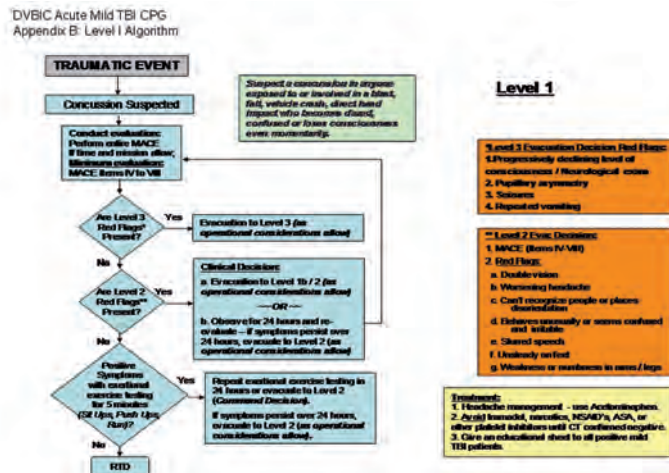 DVBIC Acute Mild TBI CPG
Appendix B: Level I Algorithm
TRAUMATIC EVENT
Concussion Suspected
Suspect a concussion in anyone
exposed to or involved in a blast,
fall, vehicle crash, direct head
impact who becomes dazed,
confused or loses consciousness
even momentarily.
Level 1
Conduct evaluation:
Perform entire MACE
if time and mission allow;
Minimum evaluation:
MACE Items IV to VIII
Are Level 3
Red Flags*
Present?
Yes
Evacuation to Level 3 (as
operational considerations allow)
No
Are Level 2
Red Flags**
Present?
Yes
Clinical Decision:
a. Evacuation to Level 1b / 2 (as
operational considerations allow)
—OR—
b. Observe for 24 hours and re-
evaluate – if symptoms persist over
24 hours, evacuate to Level 2 (as
operational considerations allow)
No
Positive
Symptoms
with exertional
exercise testing for
5 minutes
(Sit Ups, Push Ups,
Run)?
Yes
Repeat exertional exercise testing in
24 hours or evacuate to Level 2
(Command Decision).
If symptoms persist over 24 hours,
evacuate to Level 2 (as operational
considerations allow).
No
RTD
*Level 3 Evacuation Decision Red Flags:
1.Progressively declining level of
consciousness / Neurological exam
2. Pupillary asymmetry
3. Seizures
4. Repeated vomiting
** Level 2 Evac Decision:
1. MACE (Items IV-VIII)
2. Red Flags:
a. Double vision
b. Worsening headache
c. Can't recognize people or places
disorientation
d. Behaves unusually or seems confused
and irritable
e. Slurred speech
f. Unsteady on feet
g. Weakness or numbness in arms / legs
Treatment:
1. Headache management - use Acetominophen.
2. Avoid tramadol, narcotics, NSAID's, ASA, or
other platelet inhibitors until CT confirmed negative.
3. Give an educational sheet to all positive mild
TBI patients.